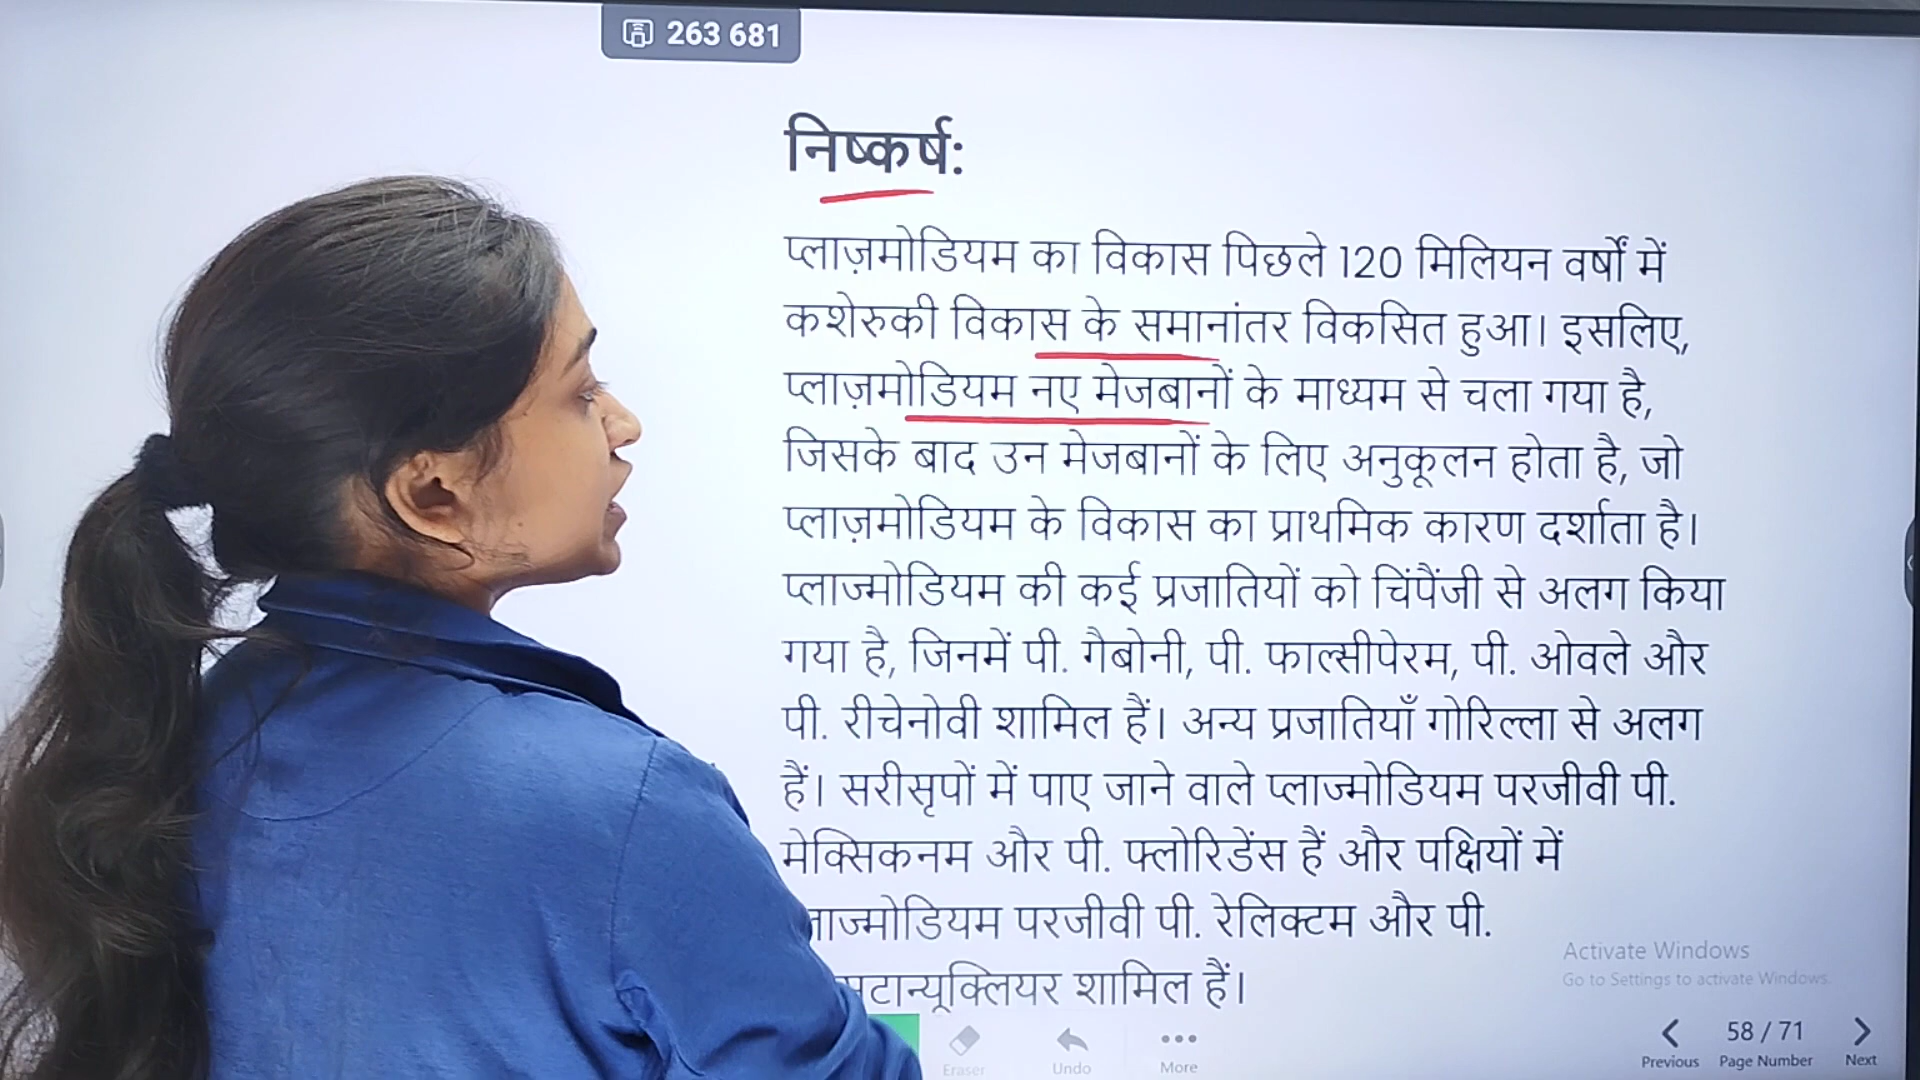 263 681
निष्कर्ष:
प्लाज़मोडियम का विकास पिछले 120 मिलियन वर्षों में
कशेरुकी विकास के समानांतर विकसित हुआ। इसलिए,
प्लाज़मोडियम नए मेजबानों के माध्यम से चला गया है,
जिसके बाद उन मेजबानों के लिए अनुकूलन होता है, जो
प्लाज़मोडियम के विकास का प्राथमिक कारण दर्शाता है।
प्लाज्मोडियम की कई प्रजातियों को चिंपैंजी से अलग किया
गया है, जिनमें पी. गैबोनी, पी. फाल्सीपेरम, पी. ओवले और
पी. रीचेनोवी शामिल हैं। अन्य प्रजातियाँ गोरिल्ला से अलग
हैं। सरीसृपों में पाए जाने वाले प्लाज्मोडियम परजीवी पी.
मेक्सिकनम और पी. फ्लोरिडेंस हैं और पक्षियों में
परजीवी पी. रेलिक्टम और पी.
शामिल हैं।
Activate Windows
Go to Settings to activate Windows.
Eraser Undo More
58 / 71
Previous Page Number Next